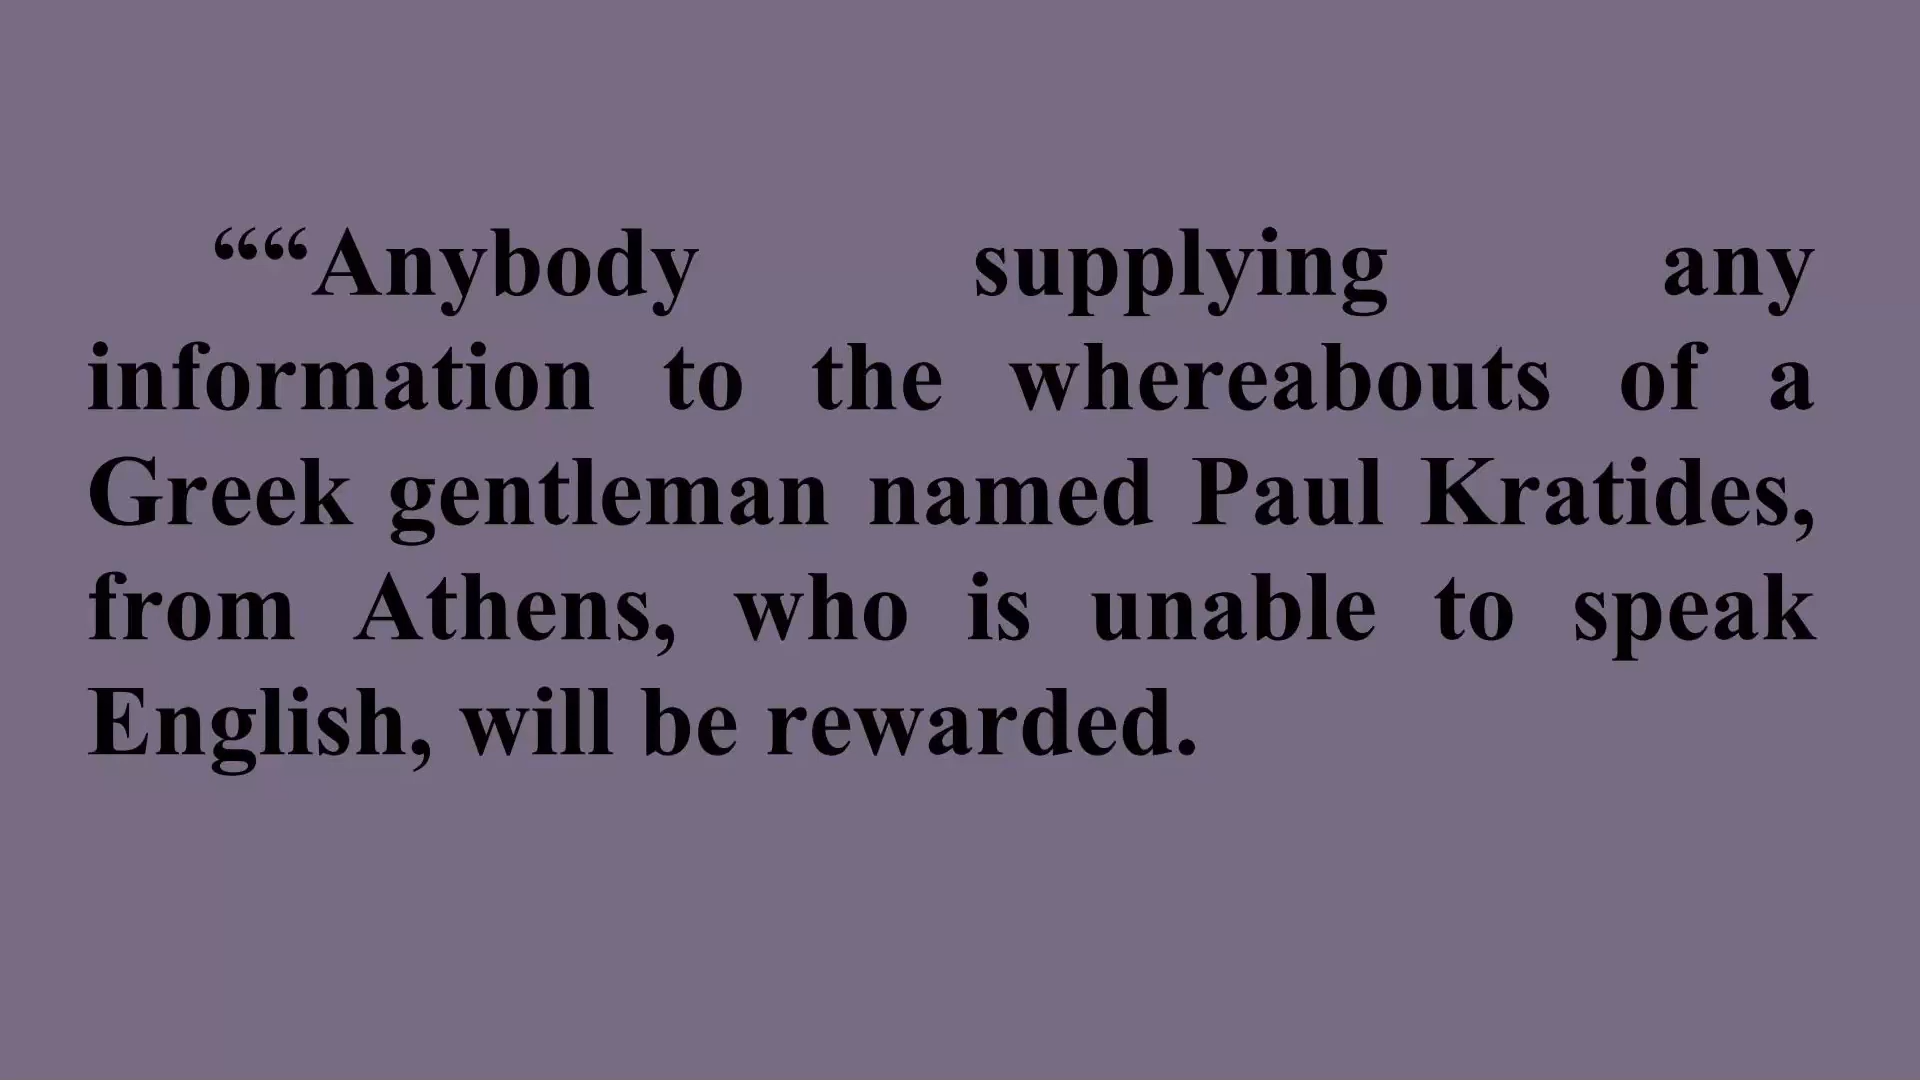 ““Anybody supplying any
information to the whereabouts of a
Greek gentleman named Paul Kratides,
from Athens, who is unable to speak
English, will be rewarded.